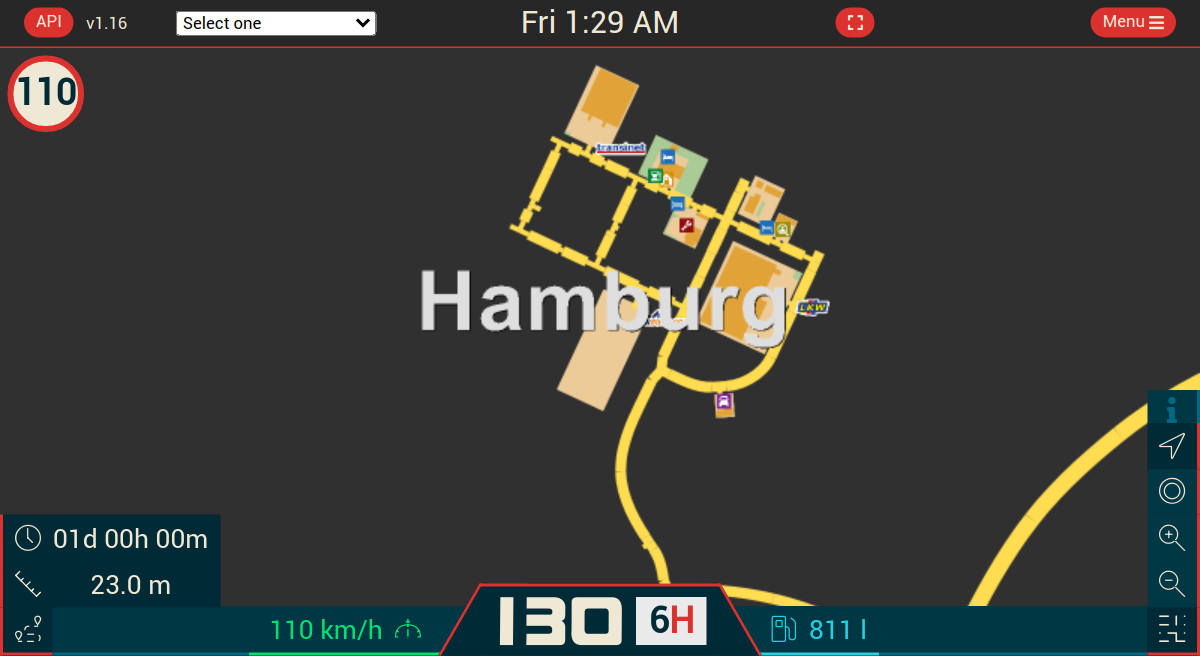 API v1.16 Select one Fri 1:29 AM Menu
110
transinet
Hamburg
LKW
01d 00h 00m
23.0 m
110 km/h 130 6H 811 l